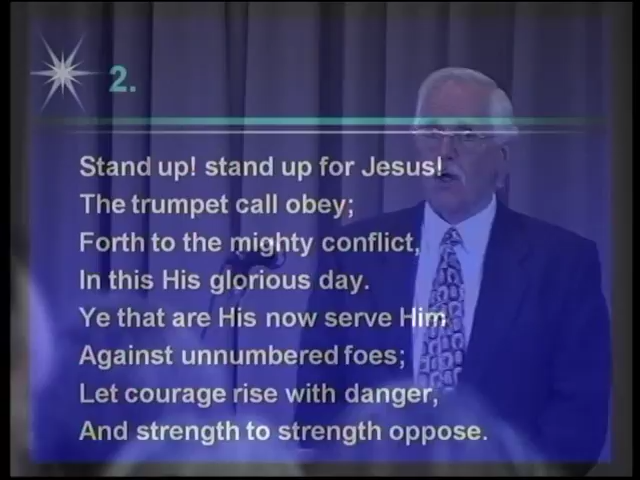 2.
Stand up! stand up for Jesus!
The trumpet call obey;
Forth to the mighty conflict,
In this His glorious day.
Ye that are His now serve Him
Against unnumbered foes;
Let courage rise with danger,
And strength to strength oppose.